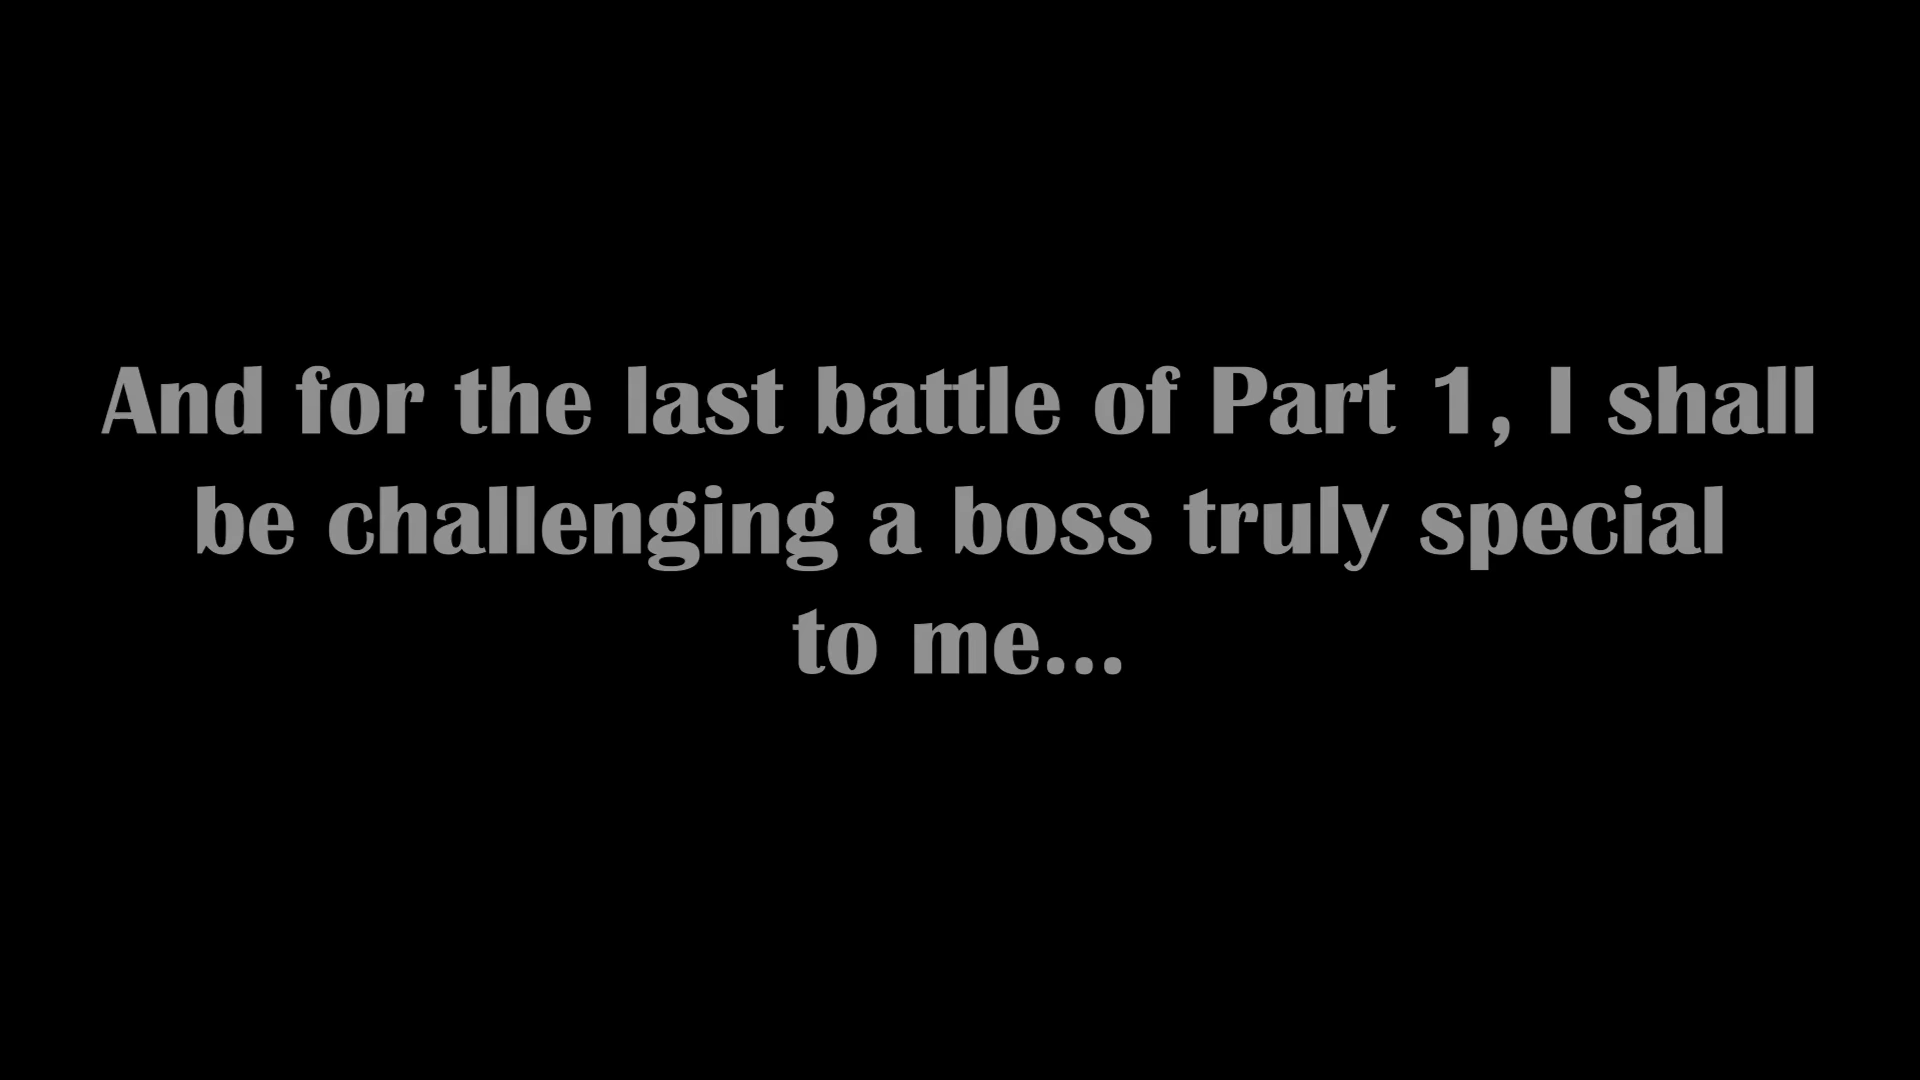 And for the last battle of Part 1, I shall
be challenging a boss truly special
to me...